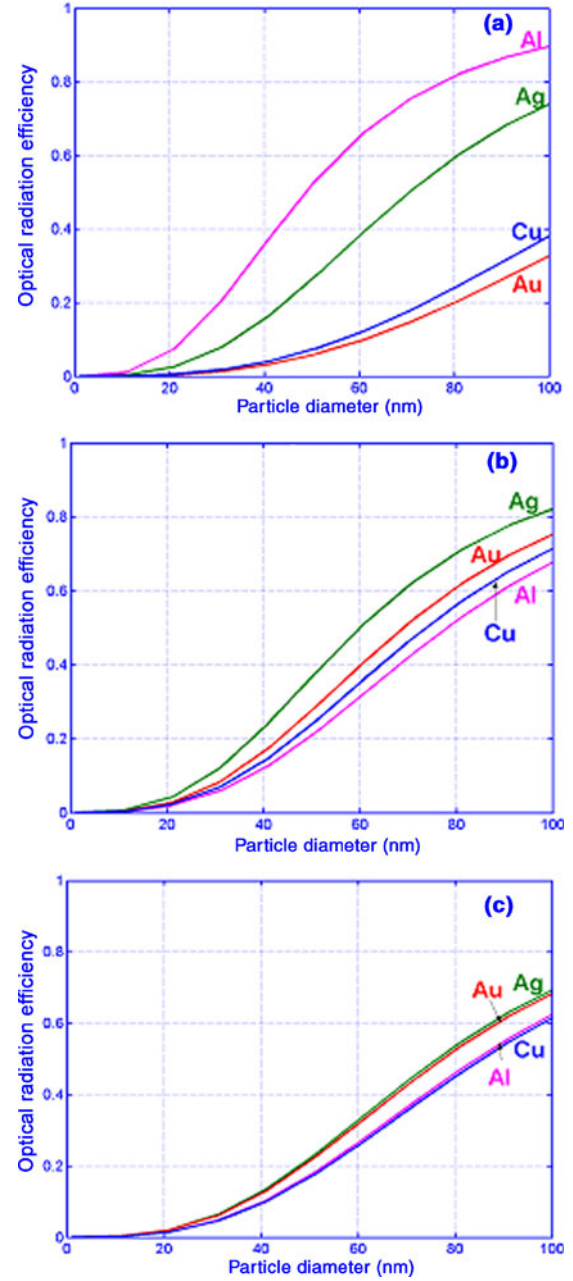 (a)
Al
Ag
Cu
Au
1
0.8
0.6
0.4
0.2
0
0 20 40 60 80 100
Optical radiation efficiency
Particle diameter (nm)
(b)
Ag
Au
Al
Cu
1
0.8
0.6
0.4
0.2
0
0 20 40 60 80 100
Optical radiation efficiency
Particle diameter (nm)
(c)
Ag
Au
Cu
Al
1
0.8
0.6
0.4
0.2
0
0 20 40 60 80 100
Optical radiation efficiency
Particle diameter (nm)